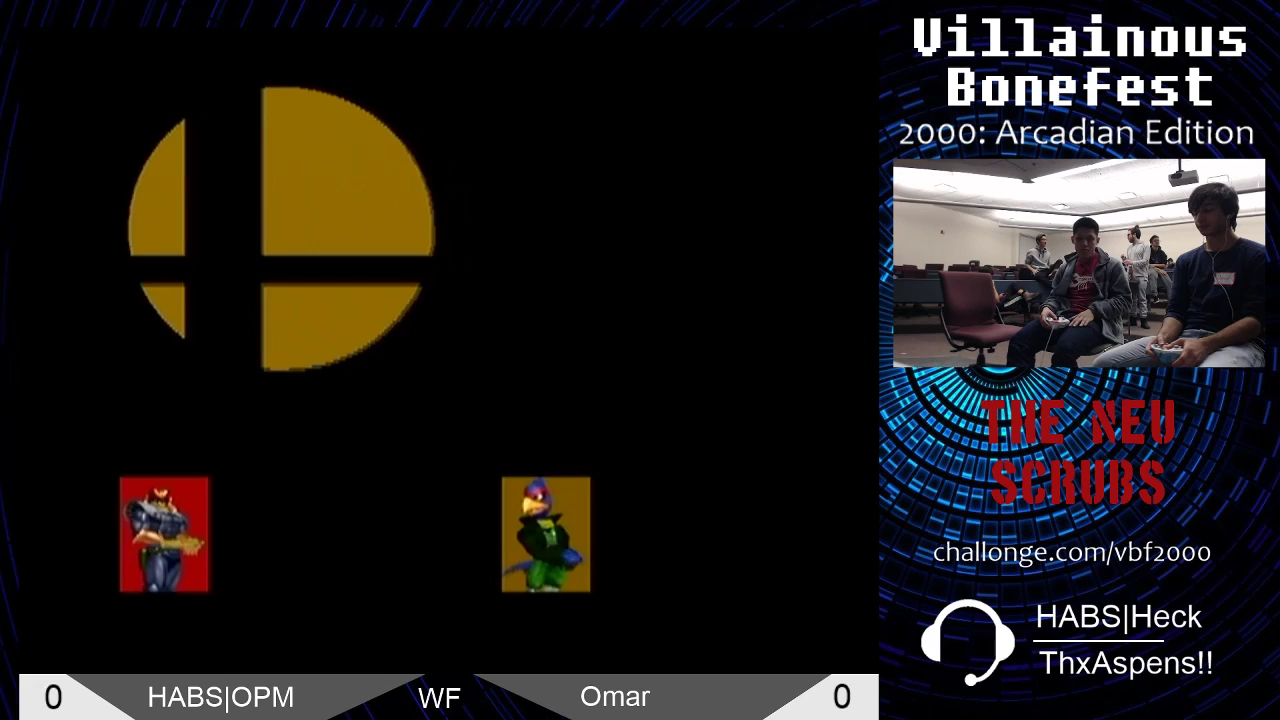 Villainous
Bonefest
2000: Arcadian Edition
THE NEU
SCRUBS
challonge.com/vbf2000
HABS|Heck
ThxAspens!!
0 HABS|OPM WF Omar 0